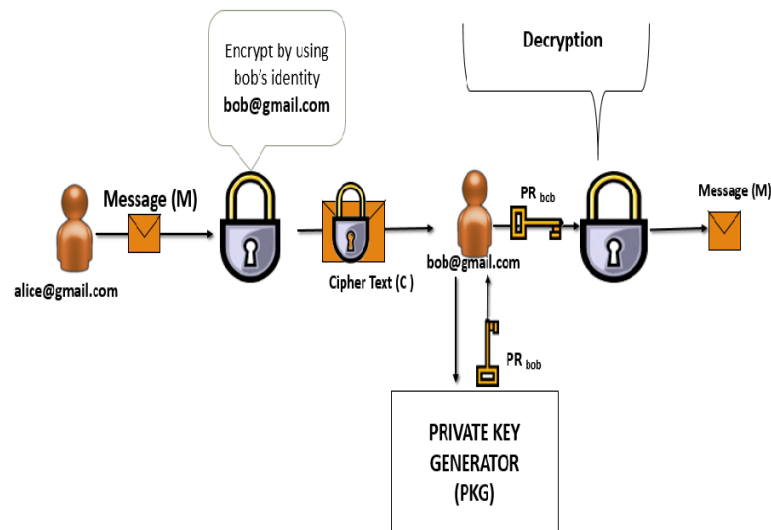 Encrypt by using
bob's identity
bob@gmail.com
Decryption
Message (M)
alice@gmail.com
Cipher Text (C )
bob@gmail.com
PR bcb
Message (M)
PR bob
PRIVATE KEY
GENERATOR
(PKG)